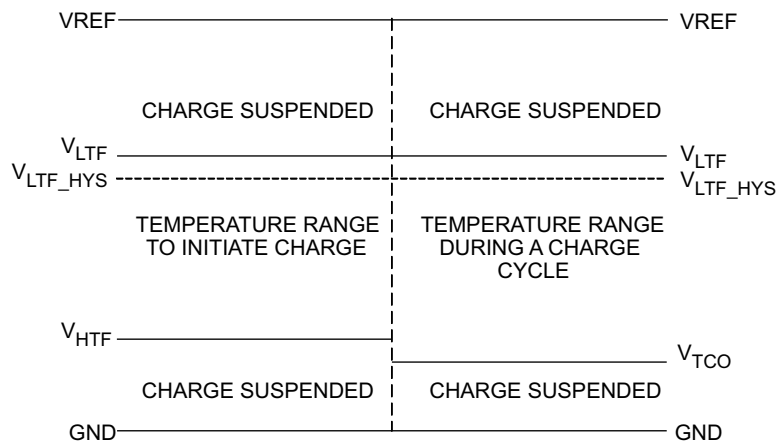 VREF VREF
CHARGE SUSPENDED CHARGE SUSPENDED
VLTF VLTF
VLTF_HYS VLTF_HYS
TEMPERATURE RANGE
TO INITIATE CHARGE
TEMPERATURE RANGE
DURING A CHARGE
CYCLE
VHTF
VTCO
CHARGE SUSPENDED CHARGE SUSPENDED
GND GND